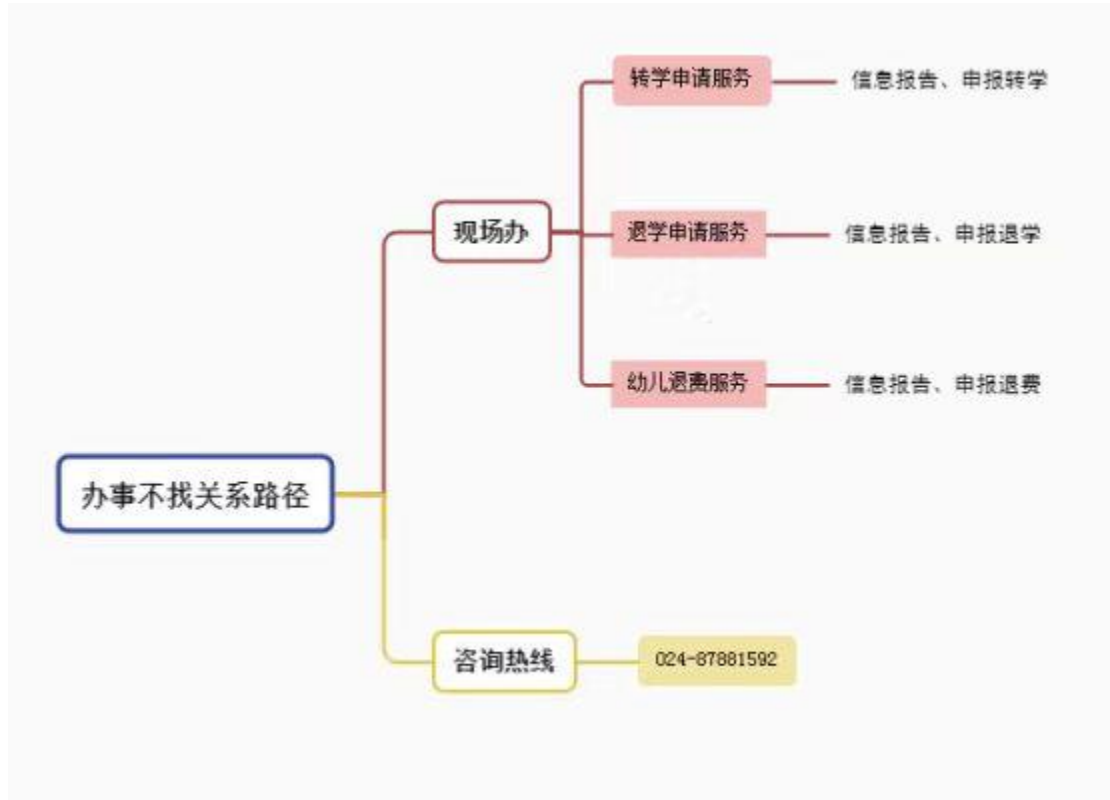 转学申请服务
信息报告、申报转学
现场办
退学申请服务
信息报告、申报退学
幼儿退费服务
信息报告、申报退费
办事不找关系路径
咨询热线
024-87881592